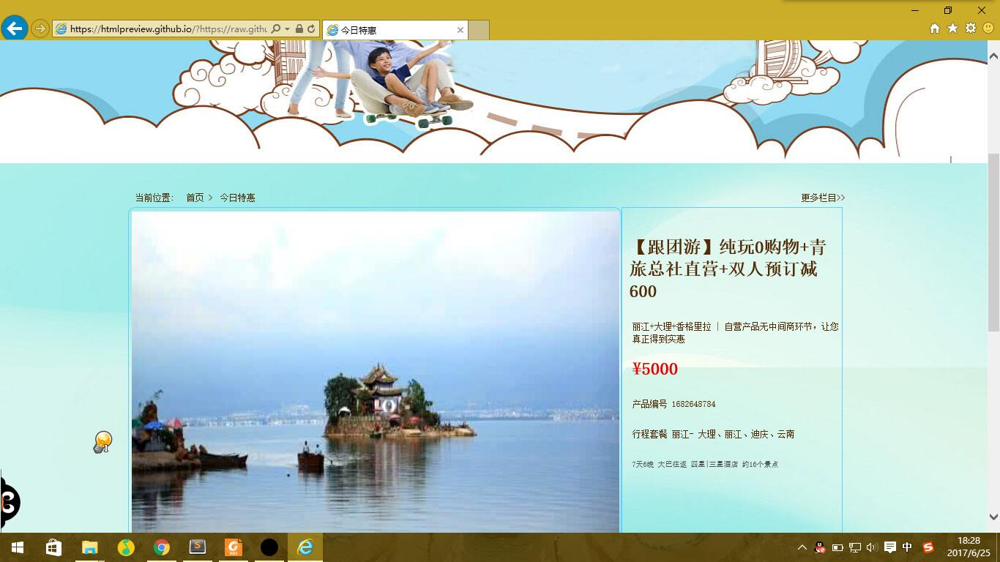 https://htmlpreview.github.io/?https://raw.githu
今日特惠
当前位置： 首页 > 今日特惠
更多栏目>>
【跟团游】纯玩0购物+青
旅总社直营+双人预订减
600
丽江+大理+香格里拉 | 自营产品无中间商环节，让您
真正得到实惠
¥5000
产品编号 1682648784
行程套餐 丽江- 大理、丽江、迪庆、云南
7天6晚 大巴往返 四星|三星酒店 约16个景点
中
18:28
2017/6/25